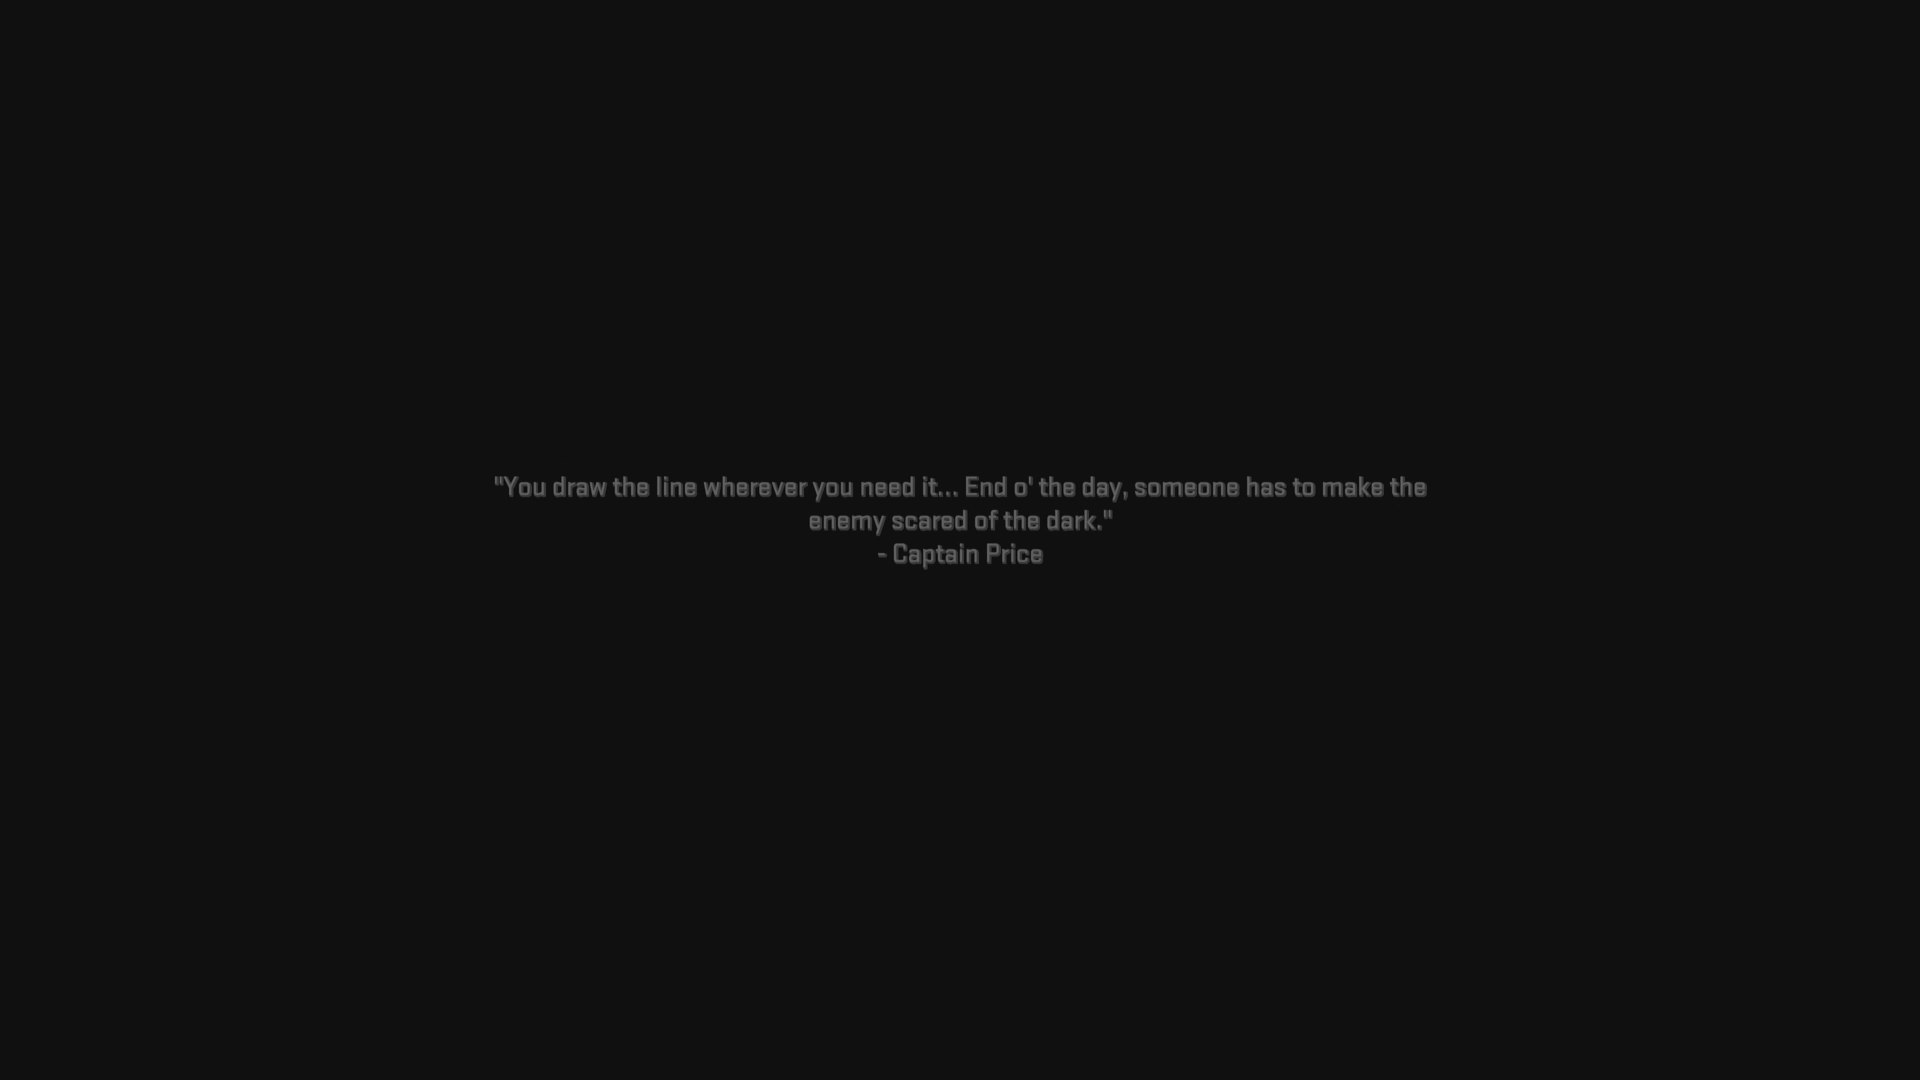 "You draw the line wherever you need it... End o' the day, someone has to make the
enemy scared of the dark."
- Captain Price